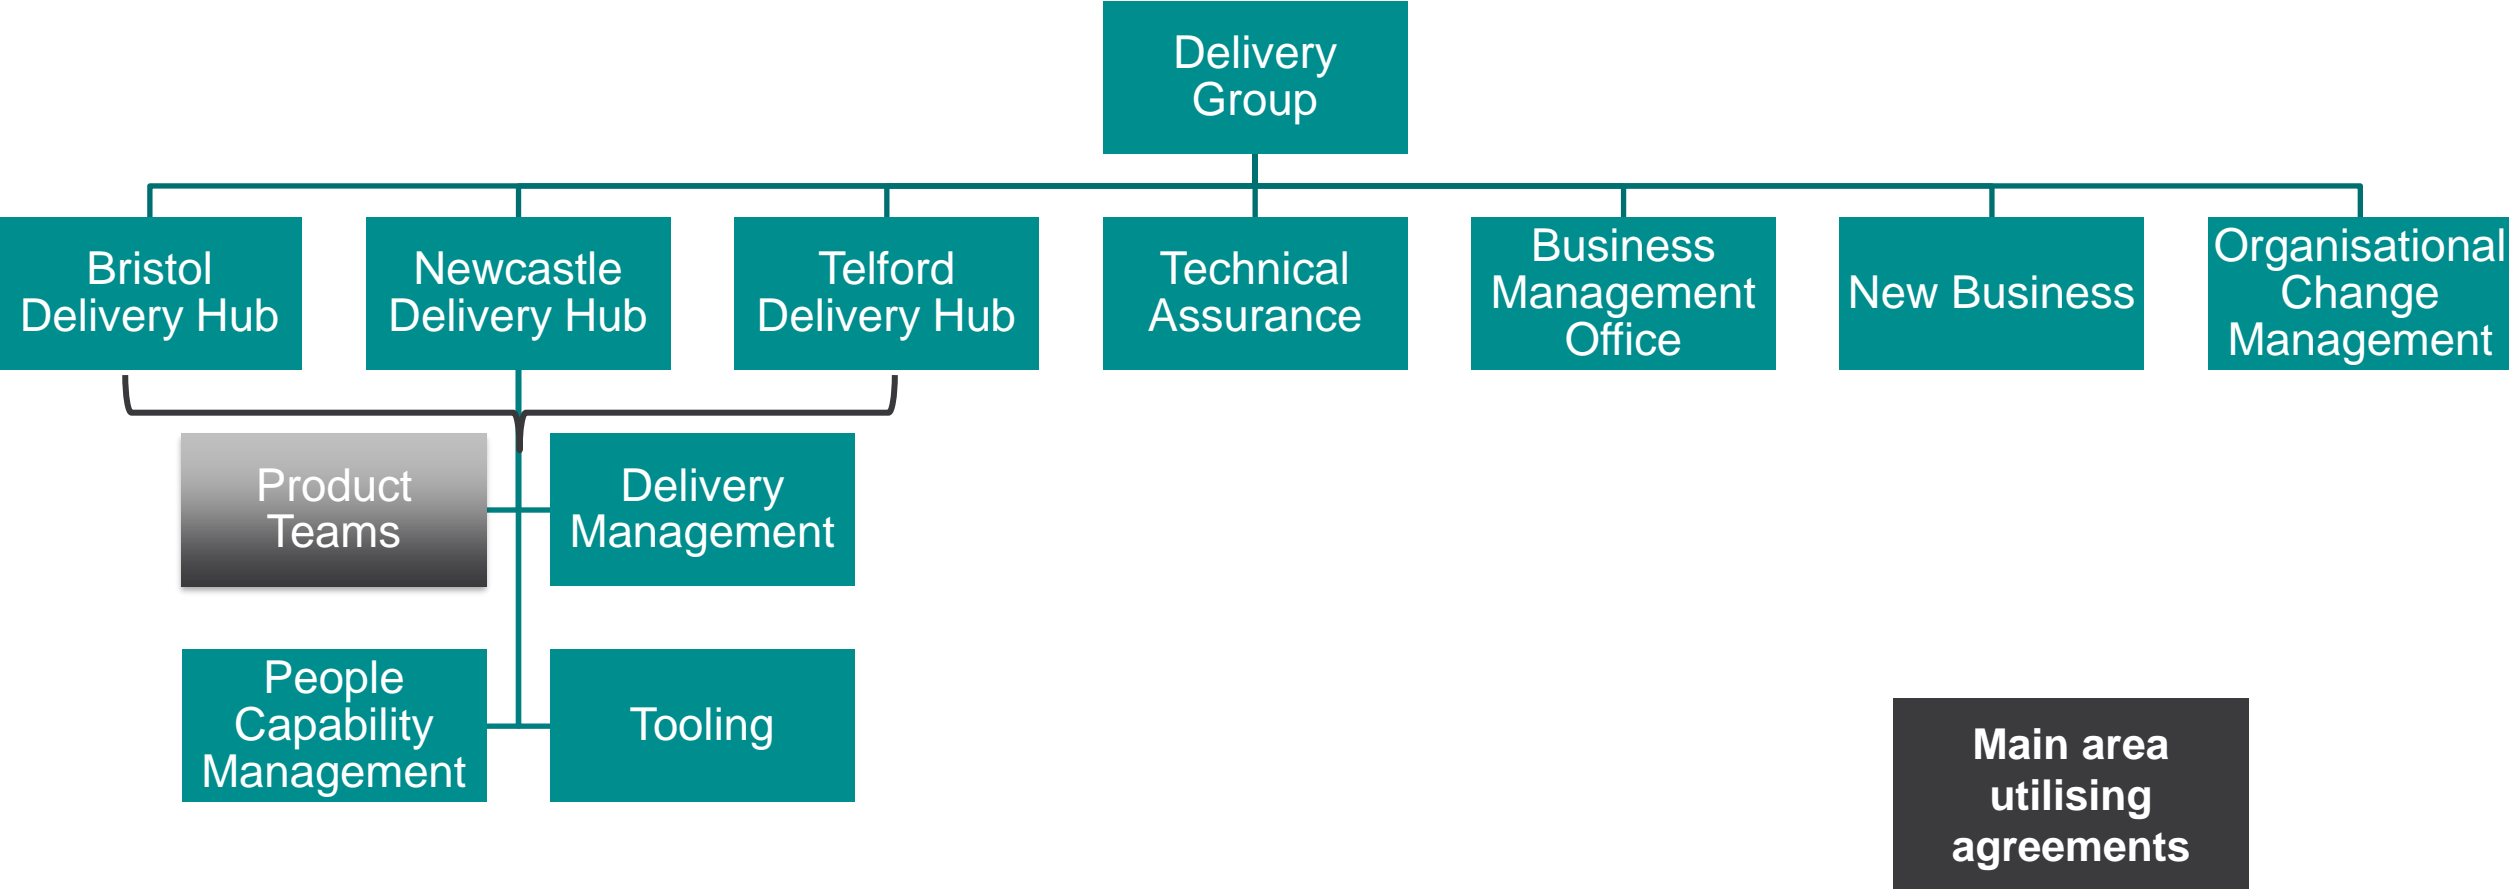 Delivery
Group
Bristol
Delivery Hub
Newcastle
Delivery Hub
Telford
Delivery Hub
Technical
Assurance
Business
Management
Office
New Business
Organisational
Change
Management
Product
Teams
Delivery
Management
People
Capability
Management
Tooling
Main area
utilising
agreements